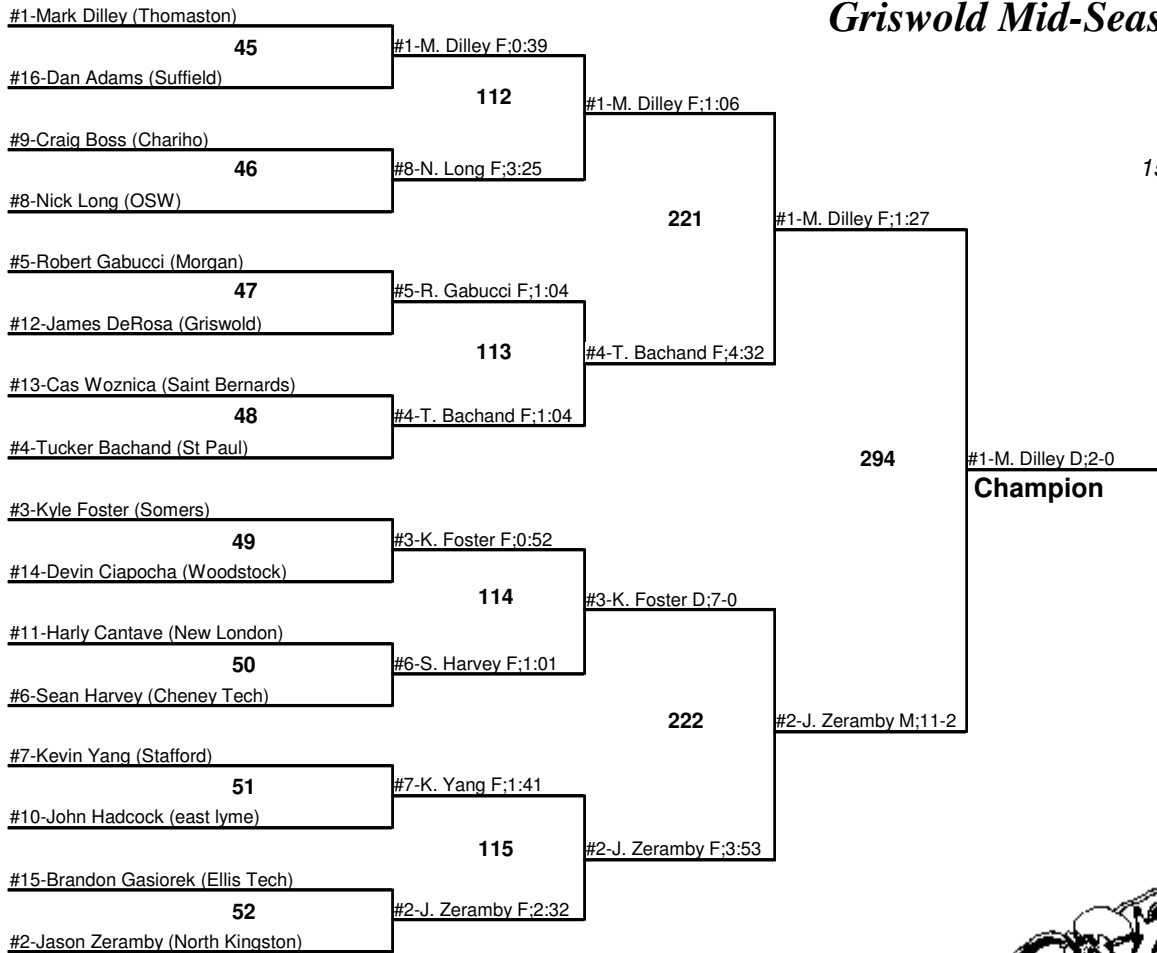 Griswold Mid-Seas
15
#1-Mark Dilley (Thomaston)
45
#16-Dan Adams (Suffield)
#9-Craig Boss (Chariho)
46
#8-Nick Long (OSW)
#5-Robert Gabucci (Morgan)
47
#12-James DeRosa (Griswold)
#13-Cas Woznica (Saint Bernards)
48
#4-Tucker Bachand (St Paul)
#3-Kyle Foster (Somers)
49
#14-Devin Ciapocha (Woodstock)
#11-Harly Cantave (New London)
50
#6-Sean Harvey (Cheney Tech)
#7-Kevin Yang (Stafford)
51
#10-John Hadcock (east lyme)
#15-Brandon Gasiorek (Ellis Tech)
52
#2-Jason Zeramby (North Kingston)
#1-M. Dilley F;0:39
112
#8-N. Long F;3:25
#5-R. Gabucci F;1:04
113
#4-T. Bachand F;1:04
#3-K. Foster F;0:52
114
#6-S. Harvey F;1:01
#7-K. Yang F;1:41
115
#2-J. Zeramby F;2:32
#1-M. Dilley F;1:06
221
#4-T. Bachand F;4:32
#3-K. Foster D;7-0
222
#2-J. Zeramby F;3:53
#1-M. Dilley F;1:27
294
#2-J. Zeramby M;11-2
#1-M. Dilley D;2-0
Champion